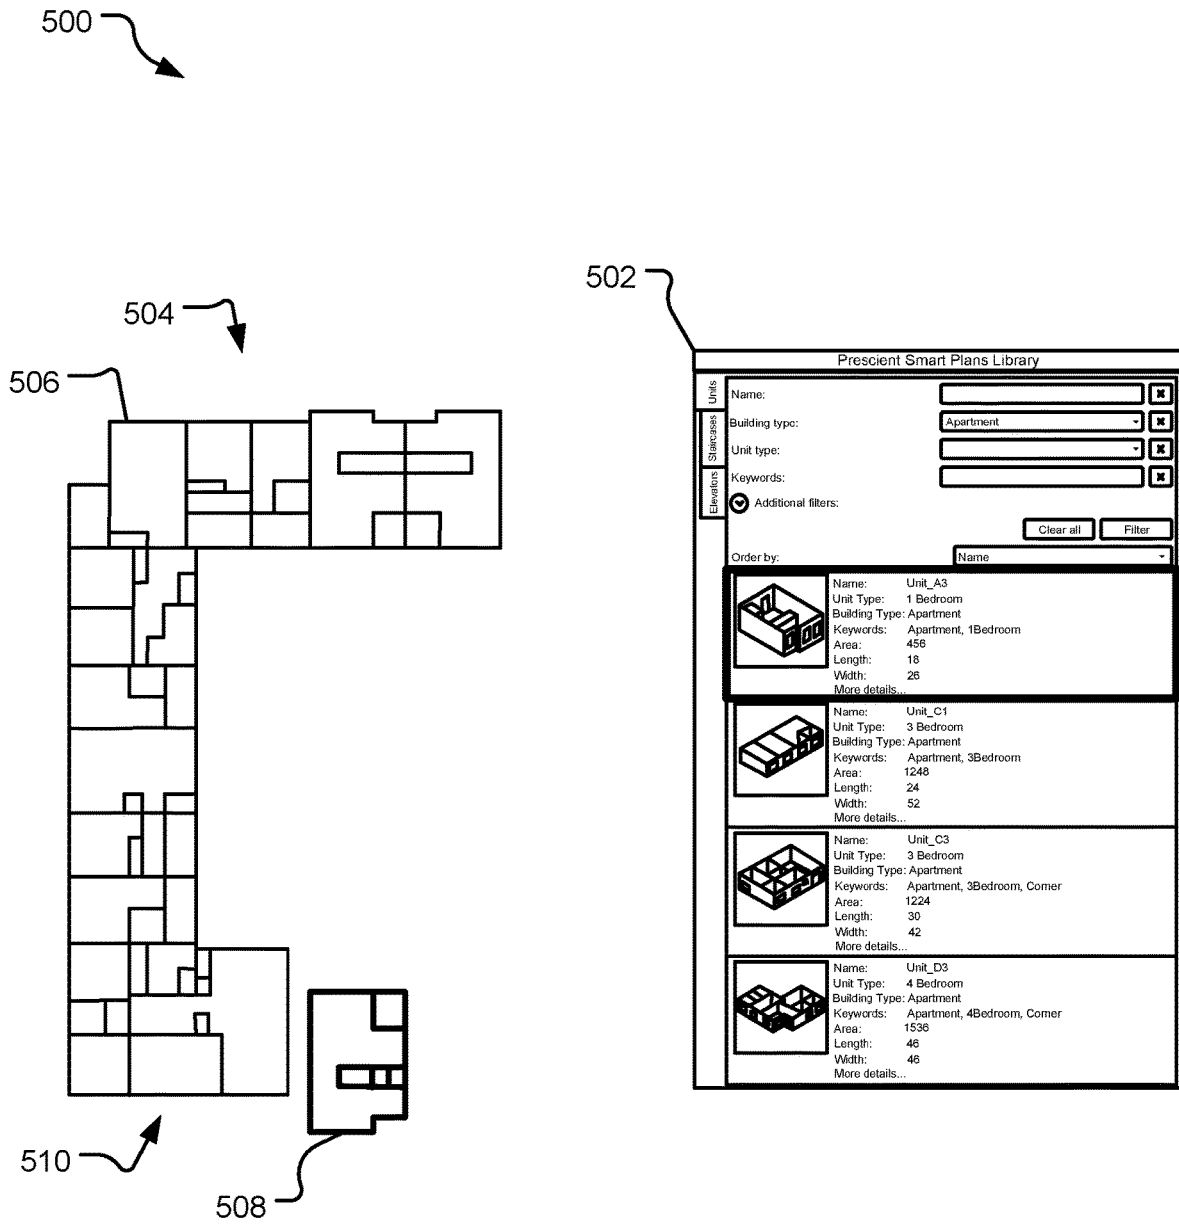 500
502
504
506
Prescient Smart Plans Library
Units
Staircases
Elevators
Name:
Building type: Apartment
Unit type:
Keywords:
Additional filters:
Clear all Filter
Order by: Name
Name: Unit_A3
Unit Type: 1 Bedroom
Building Type: Apartment
Keywords: Apartment, 1Bedroom
Area: 456
Length: 18
Width: 26
More details...
Name: Unit_C1
Unit Type: 3 Bedroom
Building Type: Apartment
Keywords: Apartment, 3Bedroom
Area: 1248
Length: 24
Width: 52
More details...
Name: Unit_C3
Unit Type: 3 Bedroom
Building Type: Apartment
Keywords: Apartment, 3Bedroom, Corner
Area: 1224
Length: 30
Width: 42
More details...
Name: Unit_D3
Unit Type: 4 Bedroom
Building Type: Apartment
Keywords: Apartment, 4Bedroom, Corner
Area: 1536
Length: 46
Width: 46
More details...
510
508